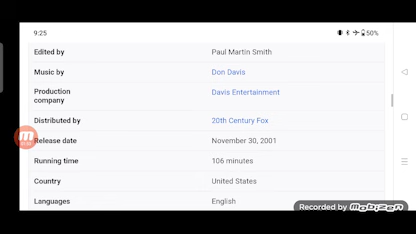 9:25
50%
Edited by Paul Martin Smith
Music by Don Davis
Production company Davis Entertainment
Distributed by 20th Century Fox
Release date November 30, 2001
Running time 106 minutes
Country United States
Languages English
Recorded by Mobizen